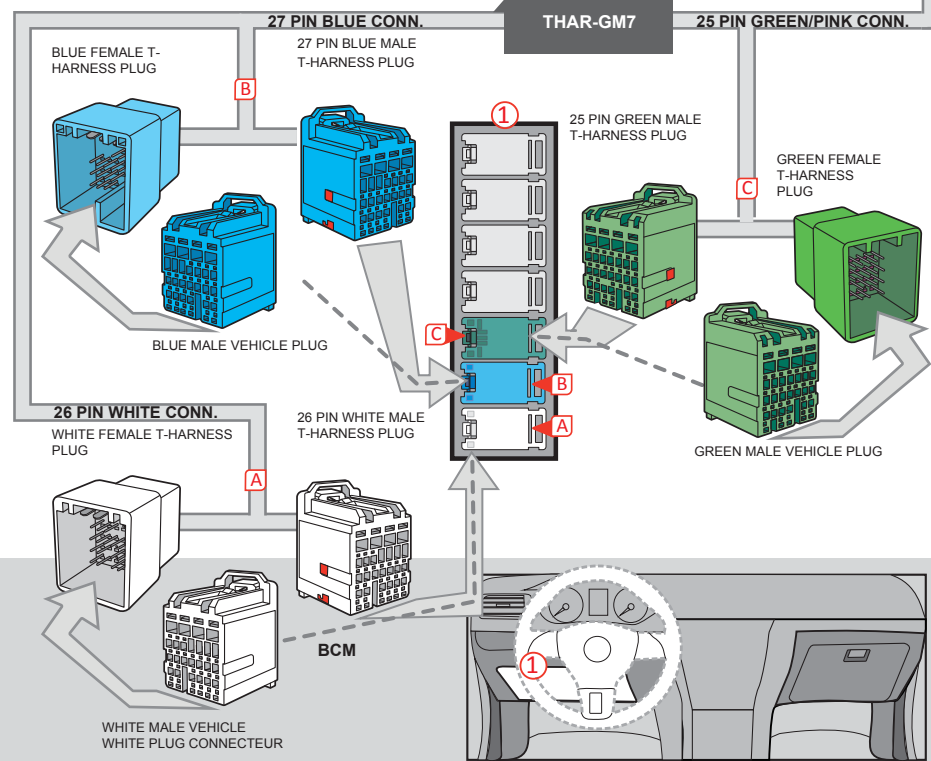 27 PIN BLUE CONN.
THAR-GM7
25 PIN GREEN/PINK CONN.
BLUE FEMALE T-
HARNESS PLUG
27 PIN BLUE MALE
T-HARNESS PLUG
B
1
25 PIN GREEN MALE
T-HARNESS PLUG
GREEN FEMALE
T-HARNESS
PLUG
C
BLUE MALE VEHICLE PLUG
C
B
A
26 PIN WHITE CONN.
WHITE FEMALE T-HARNESS
PLUG
26 PIN WHITE MALE
T-HARNESS PLUG
GREEN MALE VEHICLE PLUG
A
BCM
1
WHITE MALE VEHICLE
WHITE PLUG CONNECTEUR